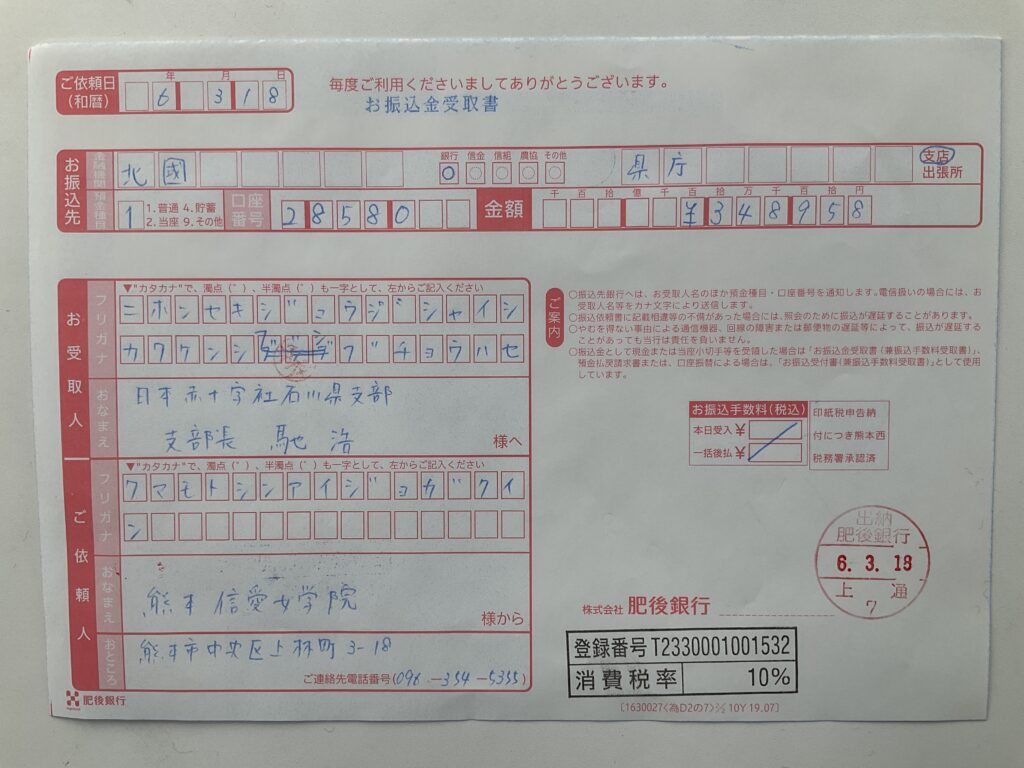 ご依頼日
(和暦)
年 月 日
6 3 18
毎度ご利用くださいましてありがとうございます。
お振込金受取書
お振込先
金融機関
北國
銀行 信金 信組 農協 その他
○
県庁
支店
出張所
預金種目
1
1.普通 4.貯蓄
2.当座 9.その他
口座
番号
28580
金額
千 百 十 億 千 百 十 万 千 百 十 円
¥348958
お受取人
フリガナ
▼"カタカナ"で、濁点(゛)、半濁点(゜)も一字として、左からご記入ください
ニホンセキジュウジシャイシ
カワケンシブブチョウハセ
おなまえ
日本赤十字社石川県支部
支部長 馳 浩
様へ
ご依頼人
フリガナ
▼"カタカナ"で、濁点(゛)、半濁点(゜)も一字として、左からご記入ください
クマモトシンアイジョガクイ
ン
おなまえ
熊本信愛女学院
様から
おところ
熊本市中央区上林町3-18
ご連絡先電話番号(096-354-5355)
肥後銀行
ご案内
○振込先銀行へは、お受取人名のほか預金種目・口座番号を通知します。電信扱いの場合には、お
受取人名等をカナ文字により送信します。
○振込依頼書に記載相違等の不備があった場合には、照会のために振込が遅延することがあります。
○やむを得ない事由による通信機器、回線の障害または郵便物の遅延等によって、振込が遅延する
ことがあっても当行は責任を負いません。
○振込金として現金または当座小切手等を受領した場合は「お振込金受取書(兼振込手数料受取書)」、
預金払戻請求書または、口座振替による場合は、「お振込受付書(兼振込手数料受取書)」として使用
しています。
お振込手数料(税込)
本日受入¥
一括後払¥
印紙税申告納
付につき熊本西
税務署承認済
出納
肥後銀行
6. 3. 18
上 通
7
株式会社 肥後銀行
登録番号 T2330001001532
消費税率 10%
[1630027<為D2の7>㌫ 10Y 19.07]